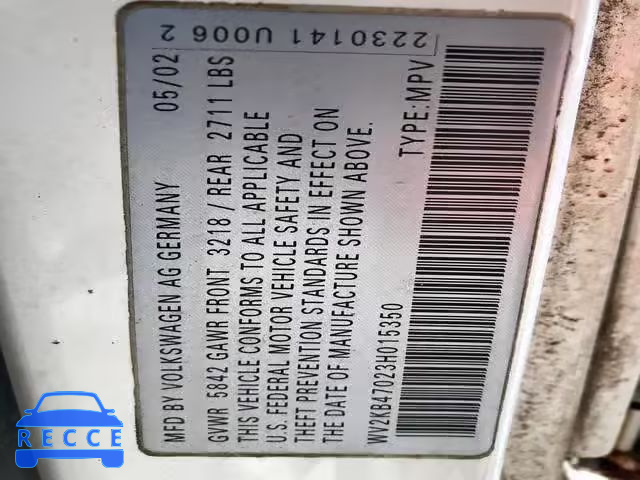 MFD BY VOLKSWAGEN AG GERMANY 05/02
GVWR 5842 GAWR FRONT 3218 / REAR 2711 LBS
THIS VEHICLE CONFORMS TO ALL APPLICABLE
U.S. FEDERAL MOTOR VEHICLE SAFETY AND
THEFT PREVENTION STANDARDS IN EFFECT ON
THE DATE OF MANUFACTURE SHOWN ABOVE.
WV2KB47023H015350 TYPE: MPV
2230141 U006 2
RECCE